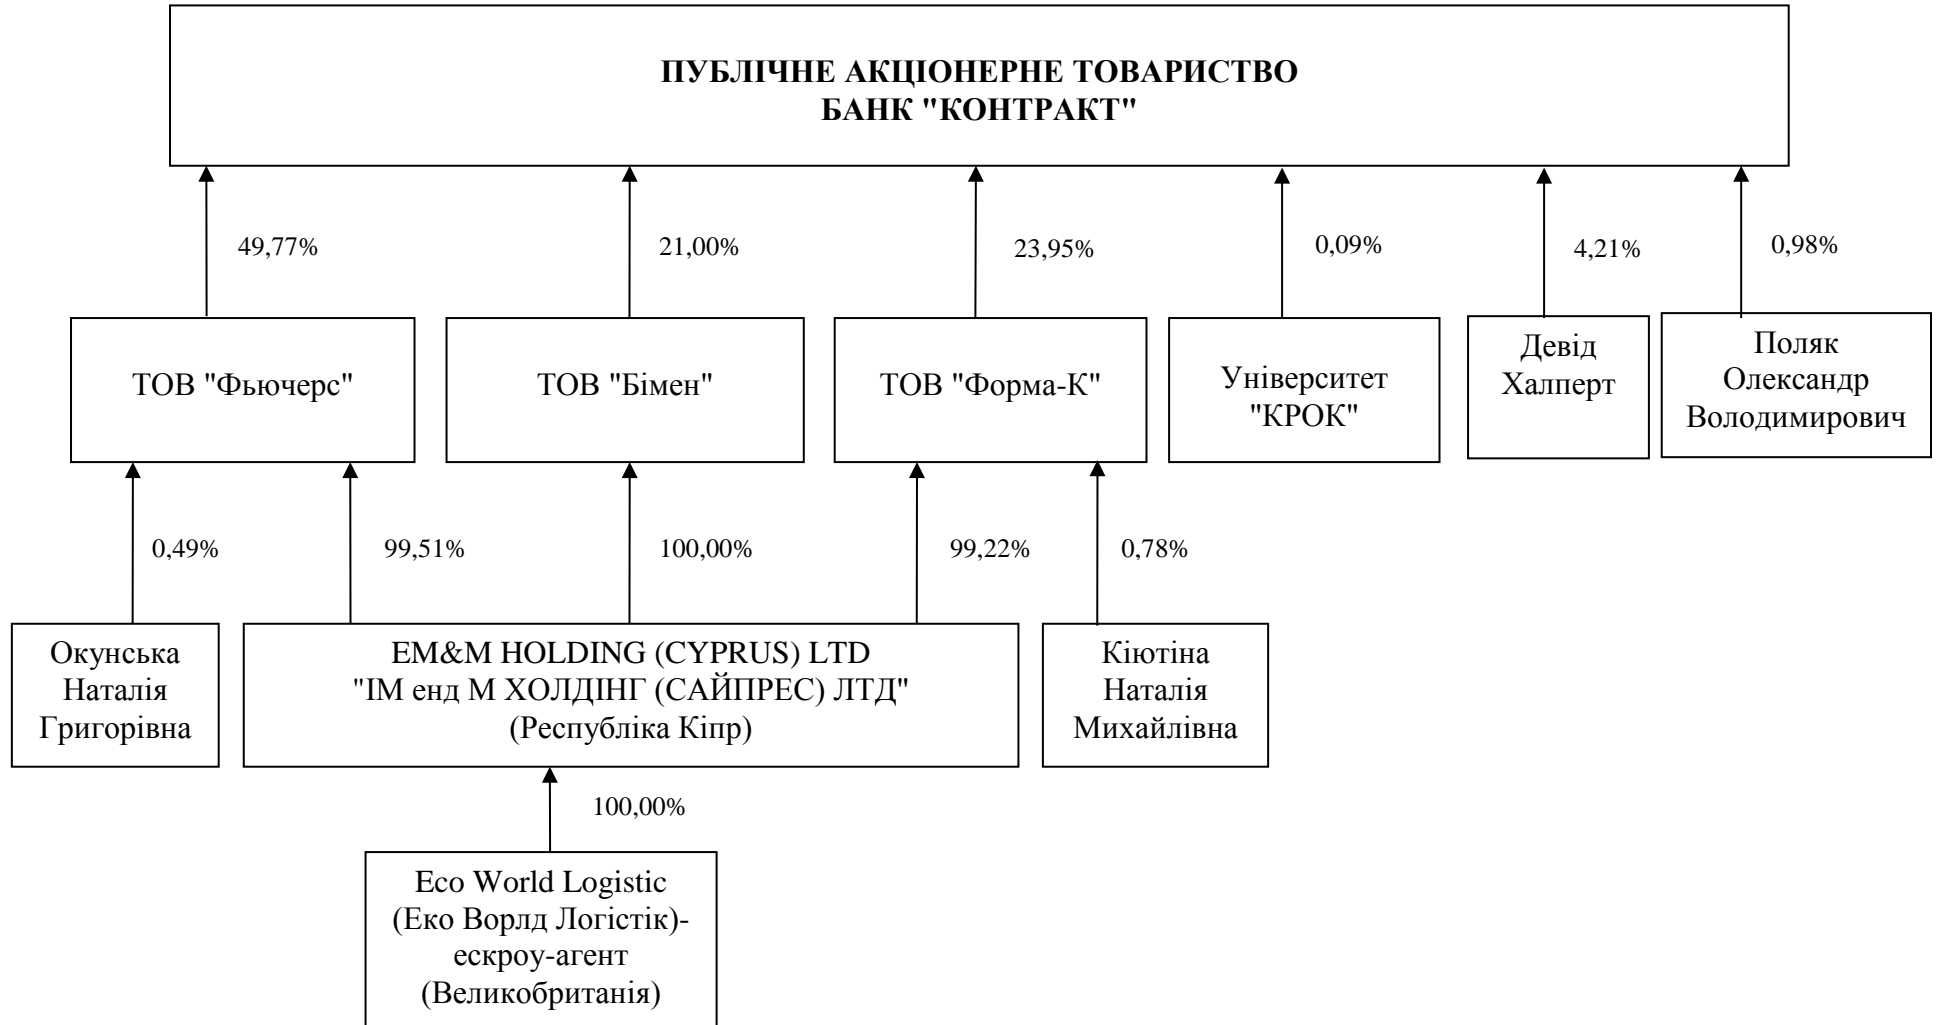 ПУБЛІЧНЕ АКЦІОНЕРНЕ ТОВАРИСТВО
БАНК "КОНТРАКТ"
49,77%
21,00%
23,95%
0,09%
4,21%
0,98%
ТОВ "Фьючерс"
ТОВ "Бімен"
ТОВ "Форма-К"
Університет
"КРОК"
Девід
Халперт
Поляк
Олександр
Володимирович
0,49%
99,51%
100,00%
99,22%
0,78%
Окунська
Наталія
Григорівна
EM&M HOLDING (CYPRUS) LTD
"ІМ енд М ХОЛДІНГ (САЙПРЕС) ЛТД"
(Республіка Кіпр)
Кіютіна
Наталія
Михайлівна
100,00%
Eco World Logistic
(Еко Ворлд Логістік)-
ескроу-агент
(Великобританія)